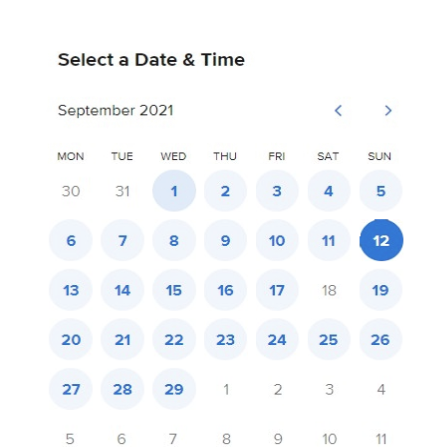 Select a Date & Time
September 2021
MON TUE WED THU FRI SAT SUN
30 31 1 2 3 4 5
6 7 8 9 10 11 12
13 14 15 16 17 18 19
20 21 22 23 24 25 26
27 28 29 1 2 3 4
5 6 7 8 9 10 11